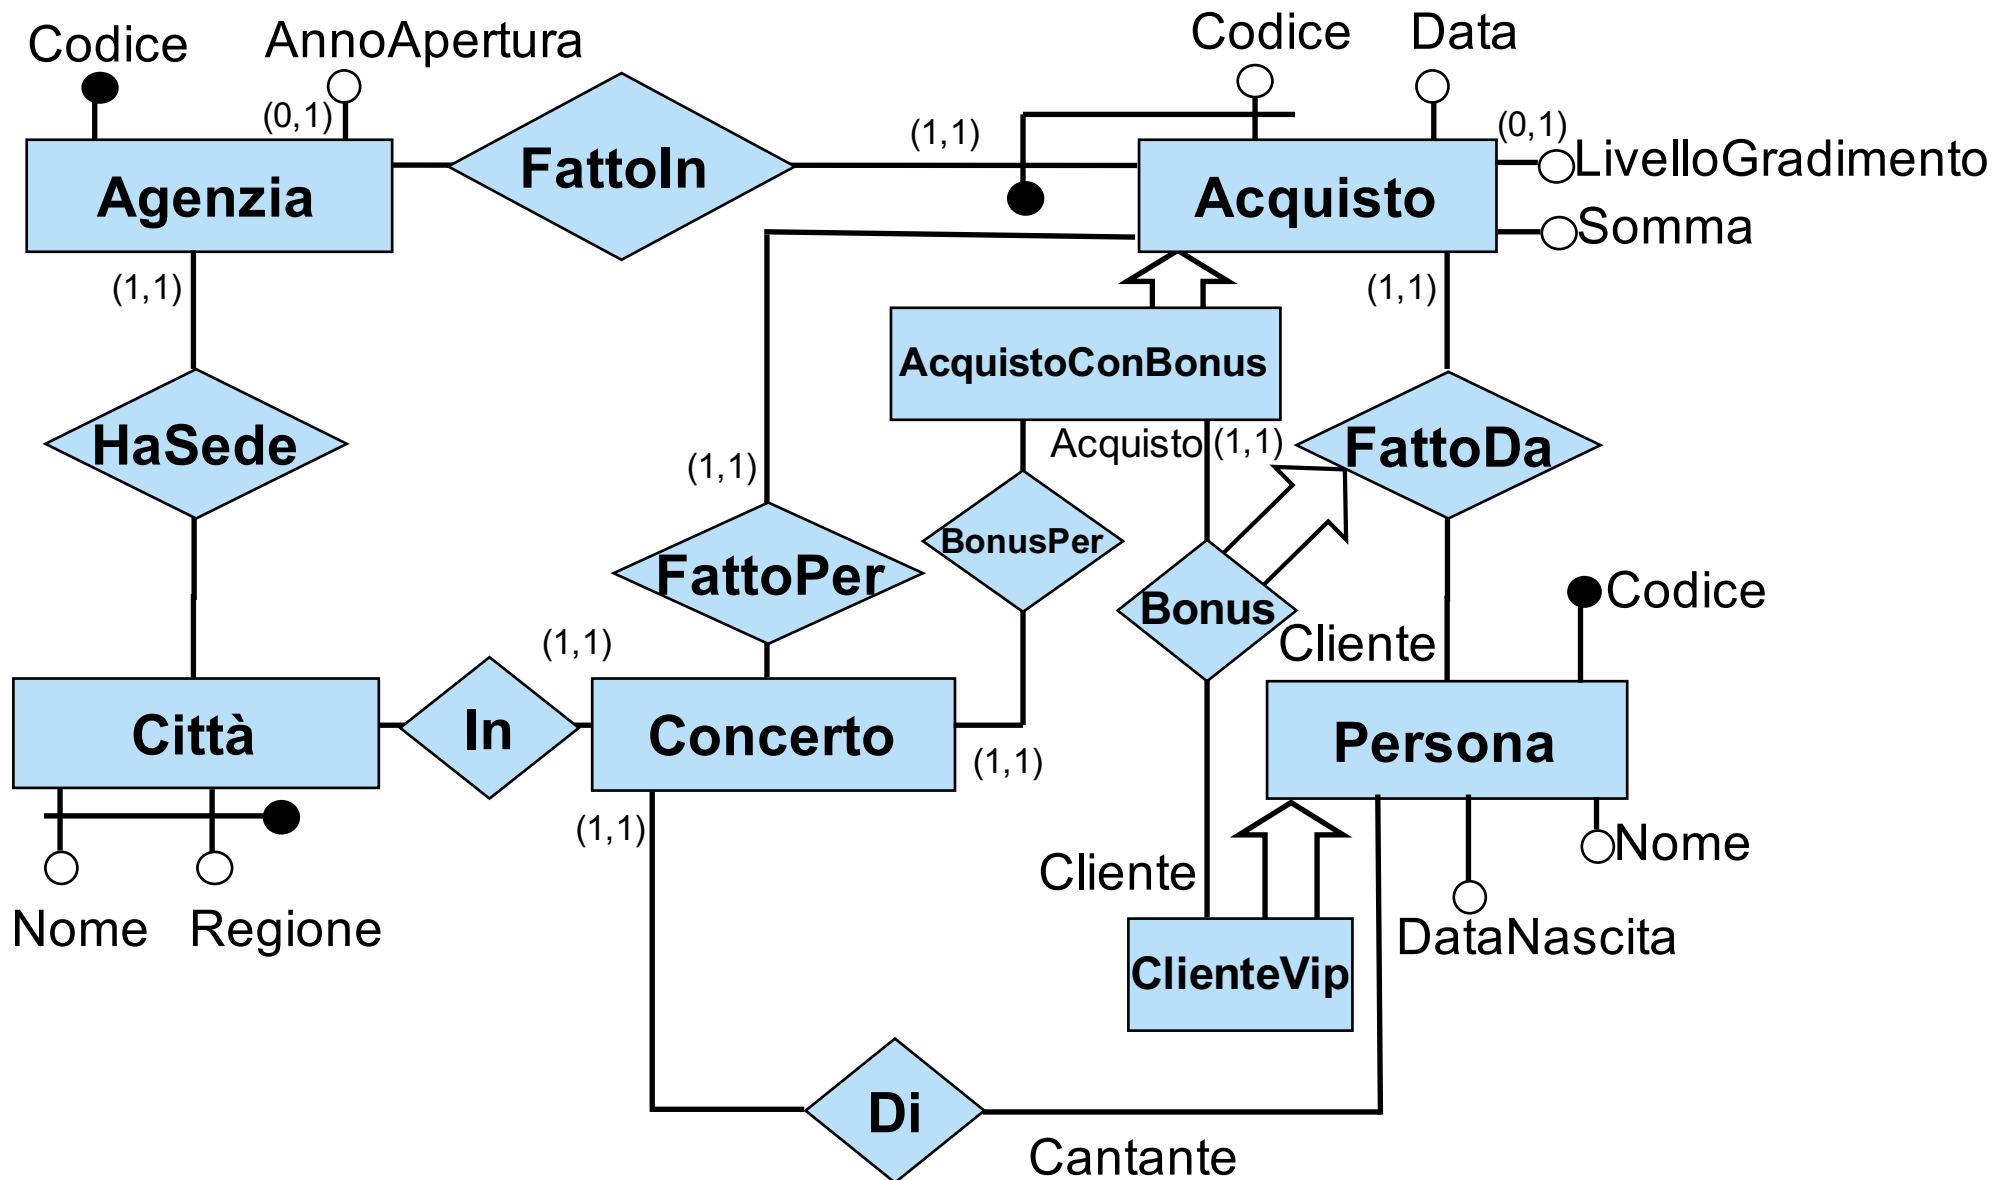 Codice
AnnoApertura
Codice
Data
(0,1)
(1,1)
(0,1)
LivelloGradimento
Agenzia
FattoIn
Acquisto
Somma
(1,1)
(1,1)
AcquistoConBonus
HaSede
(1,1)
Acquisto
(1,1)
FattoDa
BonusPer
FattoPer
Bonus
Codice
(1,1)
Cliente
Città
In
Concerto
(1,1)
Persona
(1,1)
Nome
Cliente
Nome
Regione
DataNascita
ClienteVip
Di
Cantante